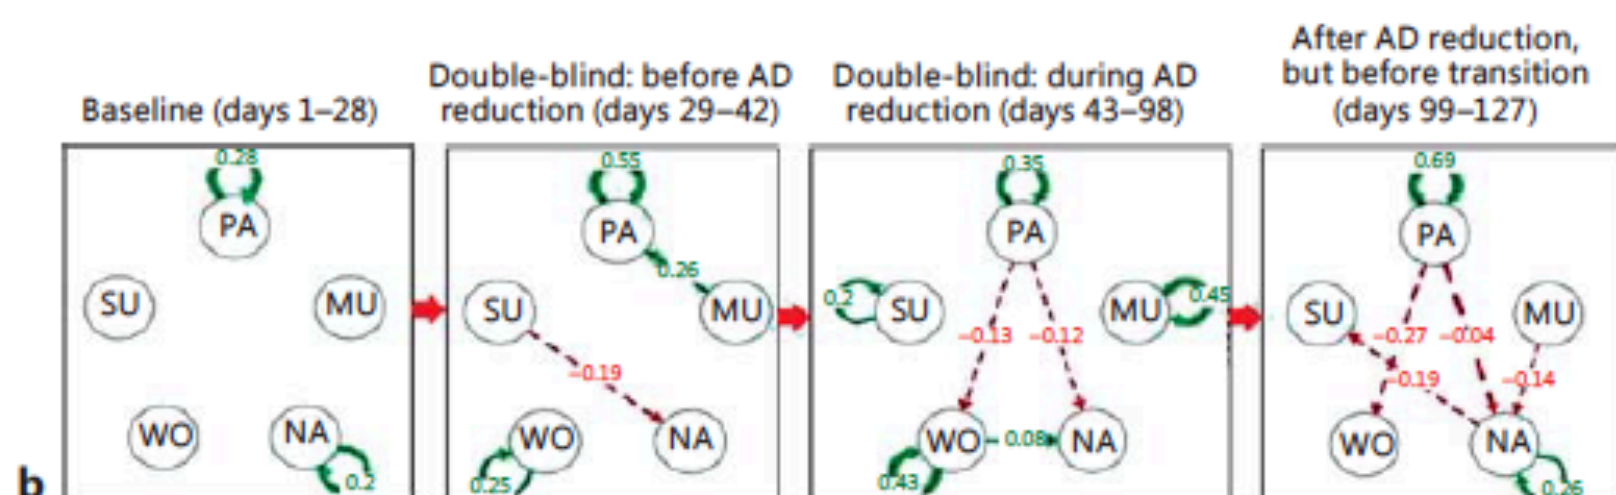 After AD reduction,
but before transition
(days 99–127)
Double-blind: before AD
reduction (days 29–42)
Double-blind: during AD
reduction (days 43–98)
Baseline (days 1–28)
0.28
PA
SU
MU
WO
NA
0.2
0.55
PA
0.26
SU
MU
–0.19
WO
NA
0.25
0.35
PA
0.2
SU
MU
0.45
–0.13
–0.12
WO
0.08
NA
0.43
0.69
PA
SU
MU
–0.27
–0.04
–0.19
–0.14
WO
NA
0.26
b